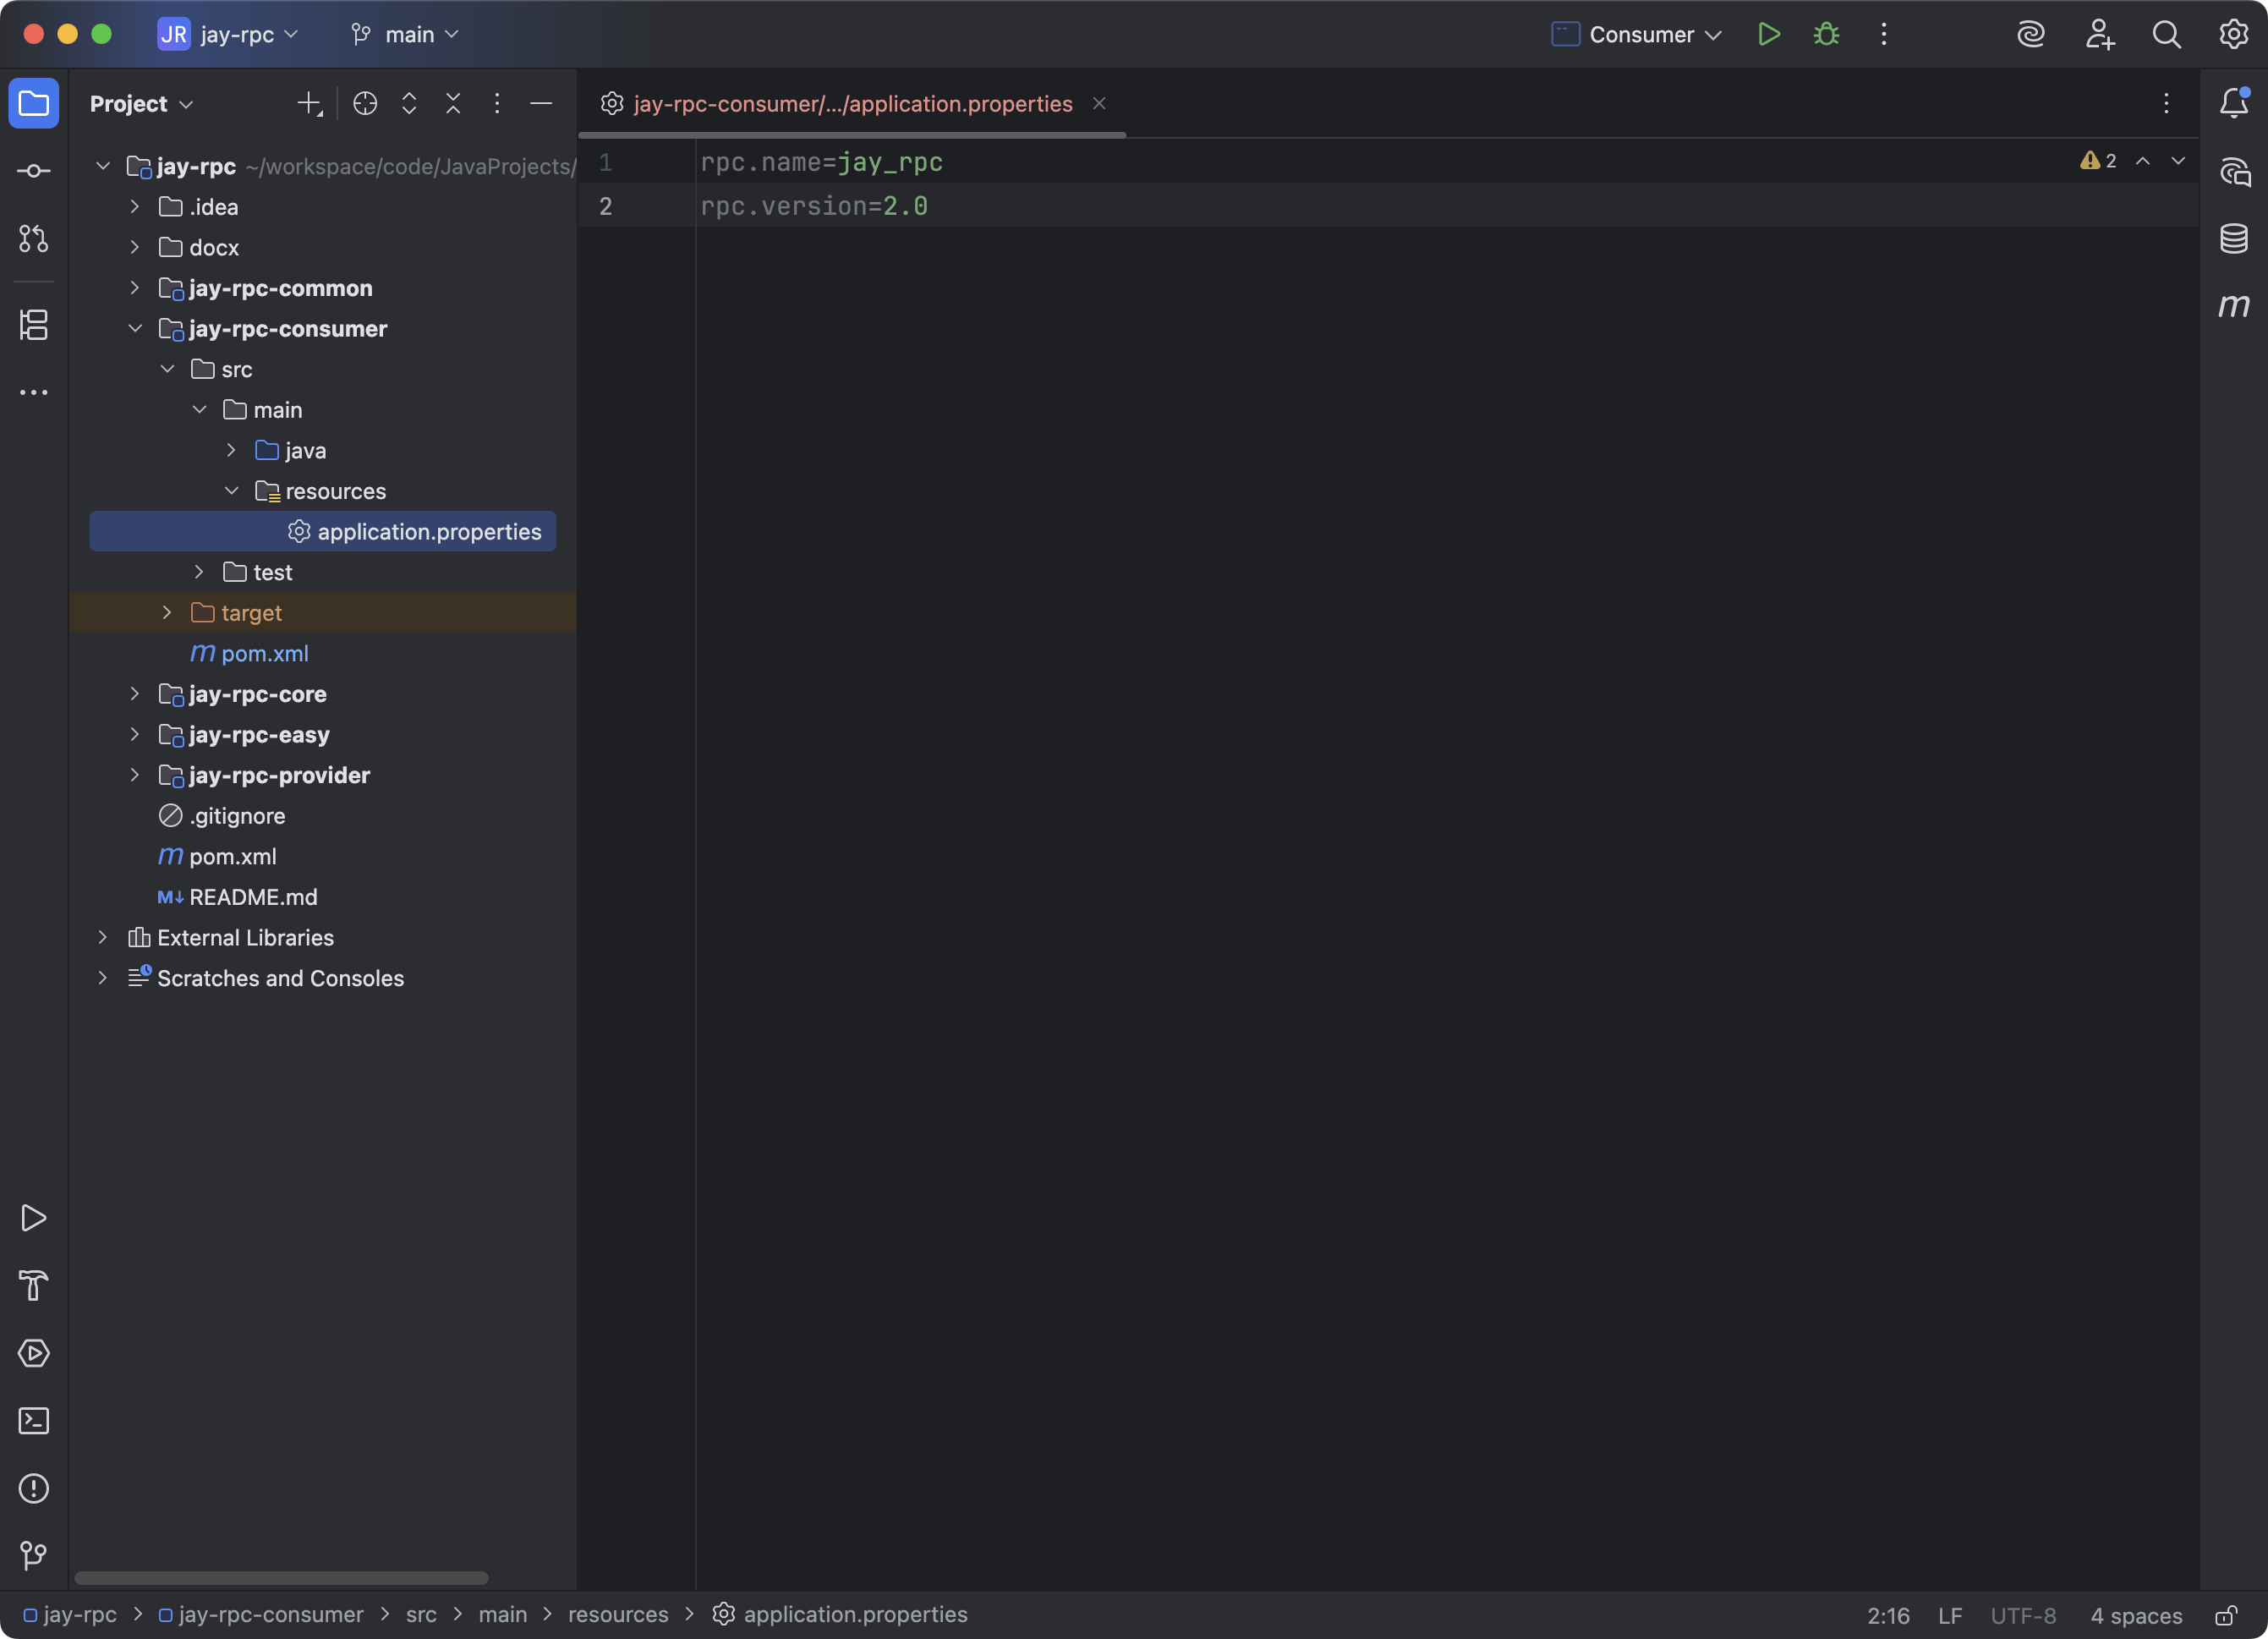 JR jay-rpc main Consumer
Project
jay-rpc-consumer/.../application.properties
jay-rpc ~/workspace/code/JavaProjects/
.idea
docx
jay-rpc-common
jay-rpc-consumer
src
main
java
resources
application.properties
test
target
m pom.xml
jay-rpc-core
jay-rpc-easy
jay-rpc-provider
.gitignore
m pom.xml
M↓ README.md
External Libraries
Scratches and Consoles
1 rpc.name=jay_rpc
2 rpc.version=2.0
2
m
jay-rpc > jay-rpc-consumer > src > main > resources > application.properties
2:16 LF UTF-8 4 spaces